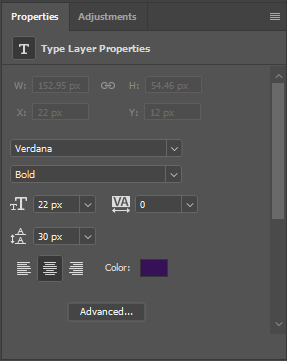 Properties Adjustments
T Type Layer Properties
W: 152.95 px H: 54.46 px
X: 22 px Y: 12 px
Verdana
Bold
22 px VA 0
30 px
Color:
Advanced...